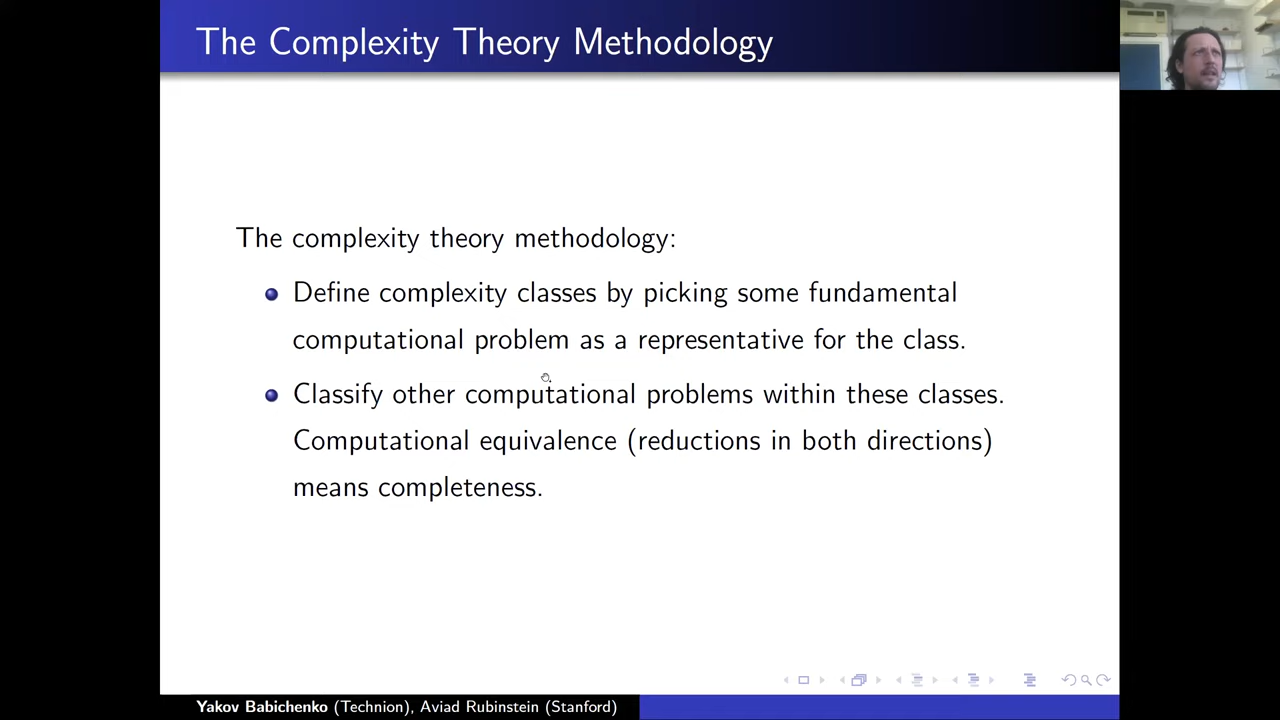 The Complexity Theory Methodology
The complexity theory methodology:
Define complexity classes by picking some fundamental
computational problem as a representative for the class.
Classify other computational problems within these classes.
Computational equivalence (reductions in both directions)
means completeness.
Yakov Babichenko (Technion), Aviad Rubinstein (Stanford)